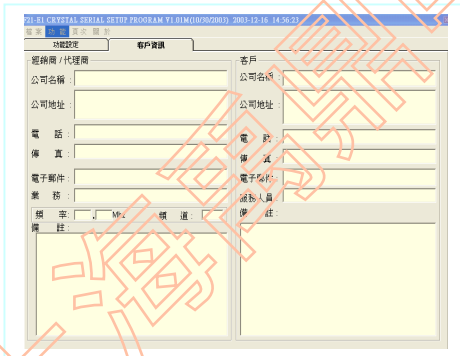 F21-E1.CRYSTAL SERIAL SETUP PROGRAM V1.01M(10/30/2003) 2003-12-16 14:36:23
檔案 功能 頁次 關於
功能設定 客戶資訊
經銷商/代理商
公司名稱:
公司地址:
電 話:
傳 真:
電子郵件:
業 務:
頻 率: . Mhz 頻 道:
備 註:
客戶
公司名稱:
公司地址:
電 話:
傳 真:
電子郵件:
服務人員:
備 註: